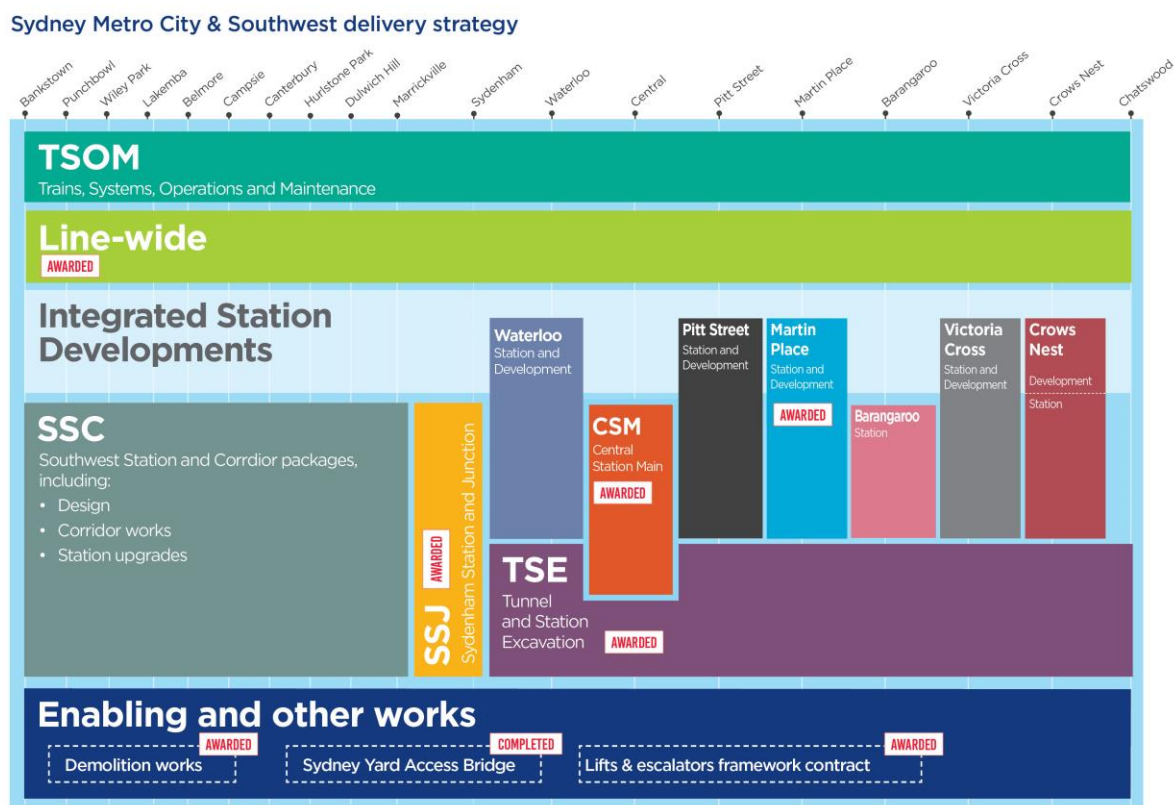 Sydney Metro City & Southwest delivery strategy
Bankstown
Punchbowl
Wiley Park
Lakemba
Belmore
Campsie
Canterbury
Hurlstone Park
Dulwich Hill
Marrickville
Sydenham
Waterloo
Central
Pitt Street
Martin Place
Barangaroo
Victoria Cross
Crows Nest
Chatswood
TSOM
Trains, Systems, Operations and Maintenance
Line-wide
AWARDED
Integrated Station
Developments
Waterloo
Station and
Development
Pitt Street
Station and
Development
Martin
Place
Station and
Development
AWARDED
Victoria
Cross
Station and
Development
Crows
Nest
Development
Station
SSC
Southwest Station and Corrdior packages,
including:
• Design
• Corridor works
• Station upgrades
SSJ
Sydenham Station and Junction
AWARDED
CSM
Central
Station Main
AWARDED
Barangaroo
Station
TSE
Tunnel
and Station
Excavation
AWARDED
Enabling and other works
Demolition works
AWARDED
Sydney Yard Access Bridge
COMPLETED
Lifts & escalators framework contract
AWARDED